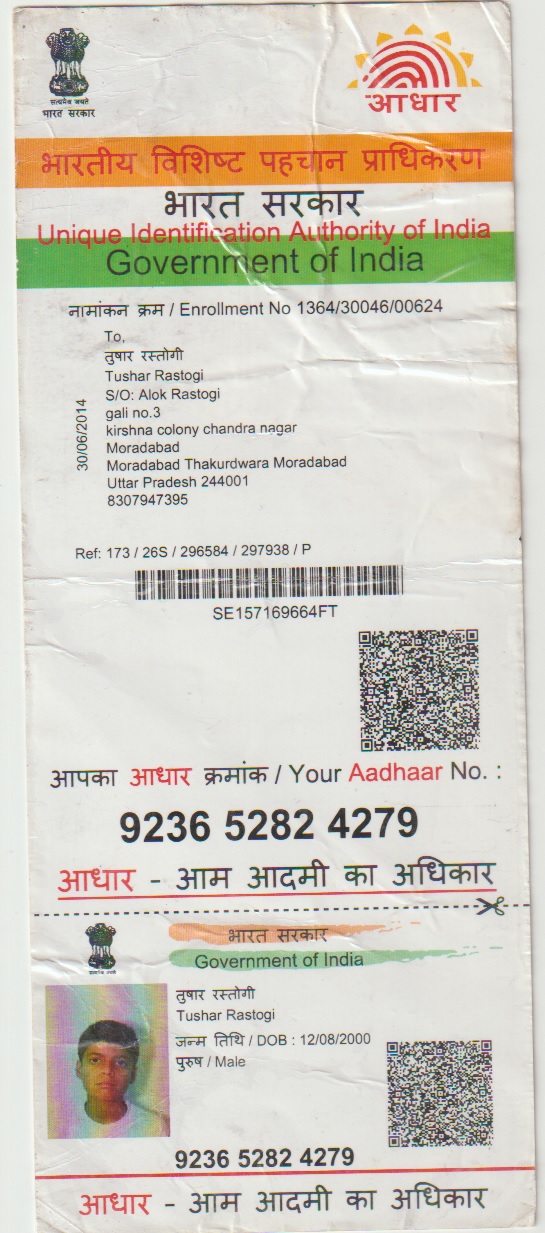 सत्यमेव जयते
भारत सरकार
आधार
भारतीय विशिष्ट पहचान प्राधिकरण
भारत सरकार
Unique Identification Authority of India
Government of India
नामांकन क्रम / Enrollment No 1364/30046/00624
To,
तुषार रस्तोगी
Tushar Rastogi
S/O: Alok Rastogi
gali no.3
kirshna colony chandra nagar
Moradabad
Moradabad Thakurdwara Moradabad
Uttar Pradesh 244001
8307947395
30/06/2014
Ref: 173 / 26S / 296584 / 297938 / P
SE157169664FT
आपका आधार क्रमांक / Your Aadhaar No. :
9236 5282 4279
आधार - आम आदमी का अधिकार
भारत सरकार
Government of India
तुषार रस्तोगी
Tushar Rastogi
जन्म तिथि / DOB : 12/08/2000
पुरुष / Male
9236 5282 4279
आधार - आम आदमी का अधिकार